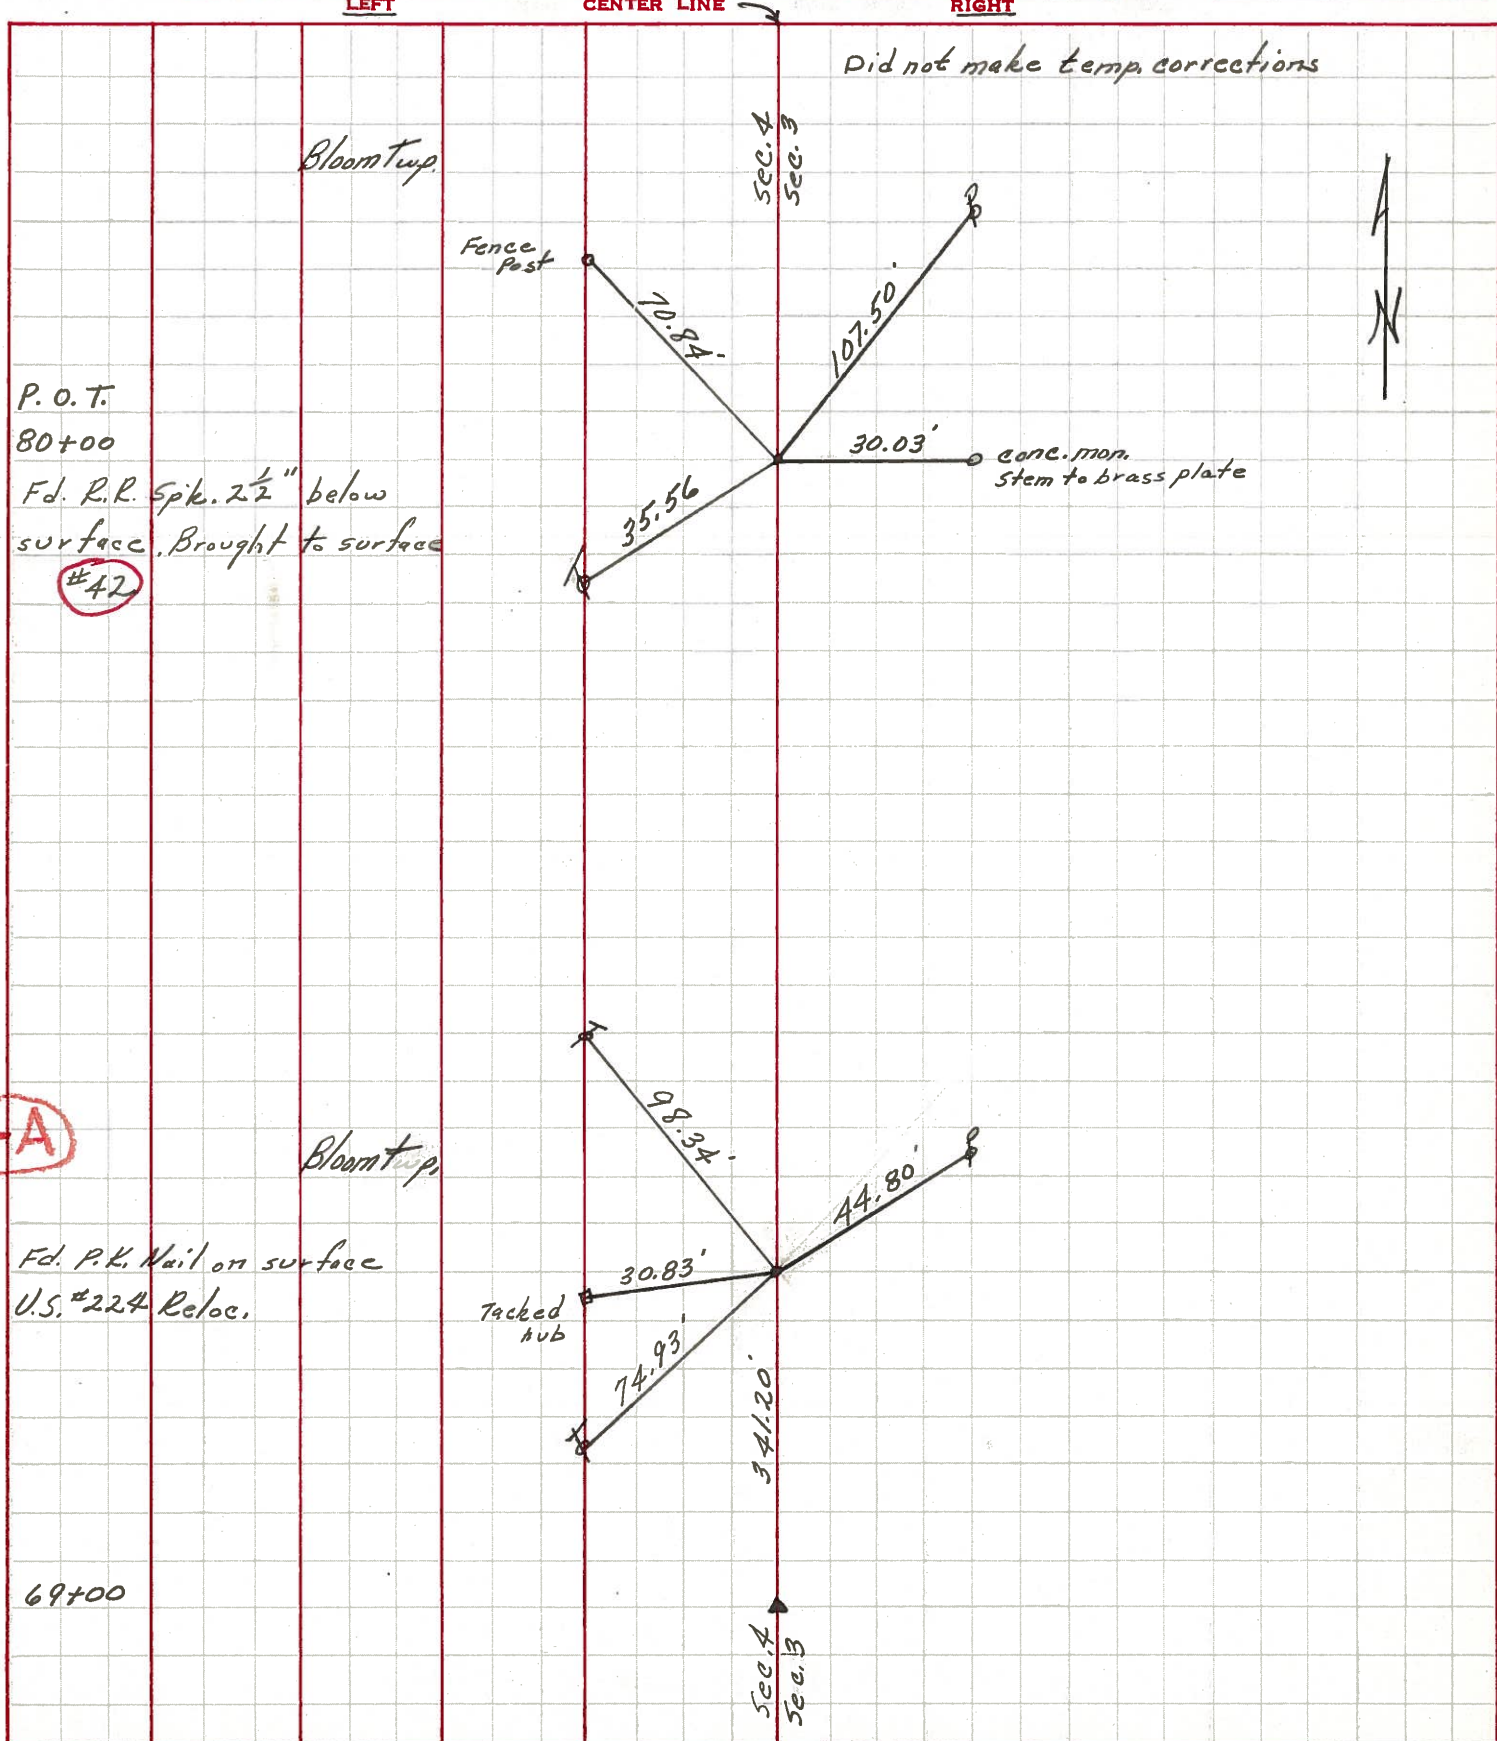 LEFT CENTER LINE RIGHT
Did not make temp. corrections
Sec. 4
Sec. 3
Bloom Twp.
Fence
Post
70.84'
107.50'
P.O.T.
80+00
30.03'
conc. mon.
stem to brass plate
Fd. R.R. Spk. 2 1/2" below
surface. Brought to surface
35.56
#42
98.34'
A
Bloom Twp.
44.80'
Fd. P.K. Nail on surface
U.S. #224 Reloc.
30.83'
Tacked
hub
74.93'
341.20'
69+00
Sec. 4
Sec. 3